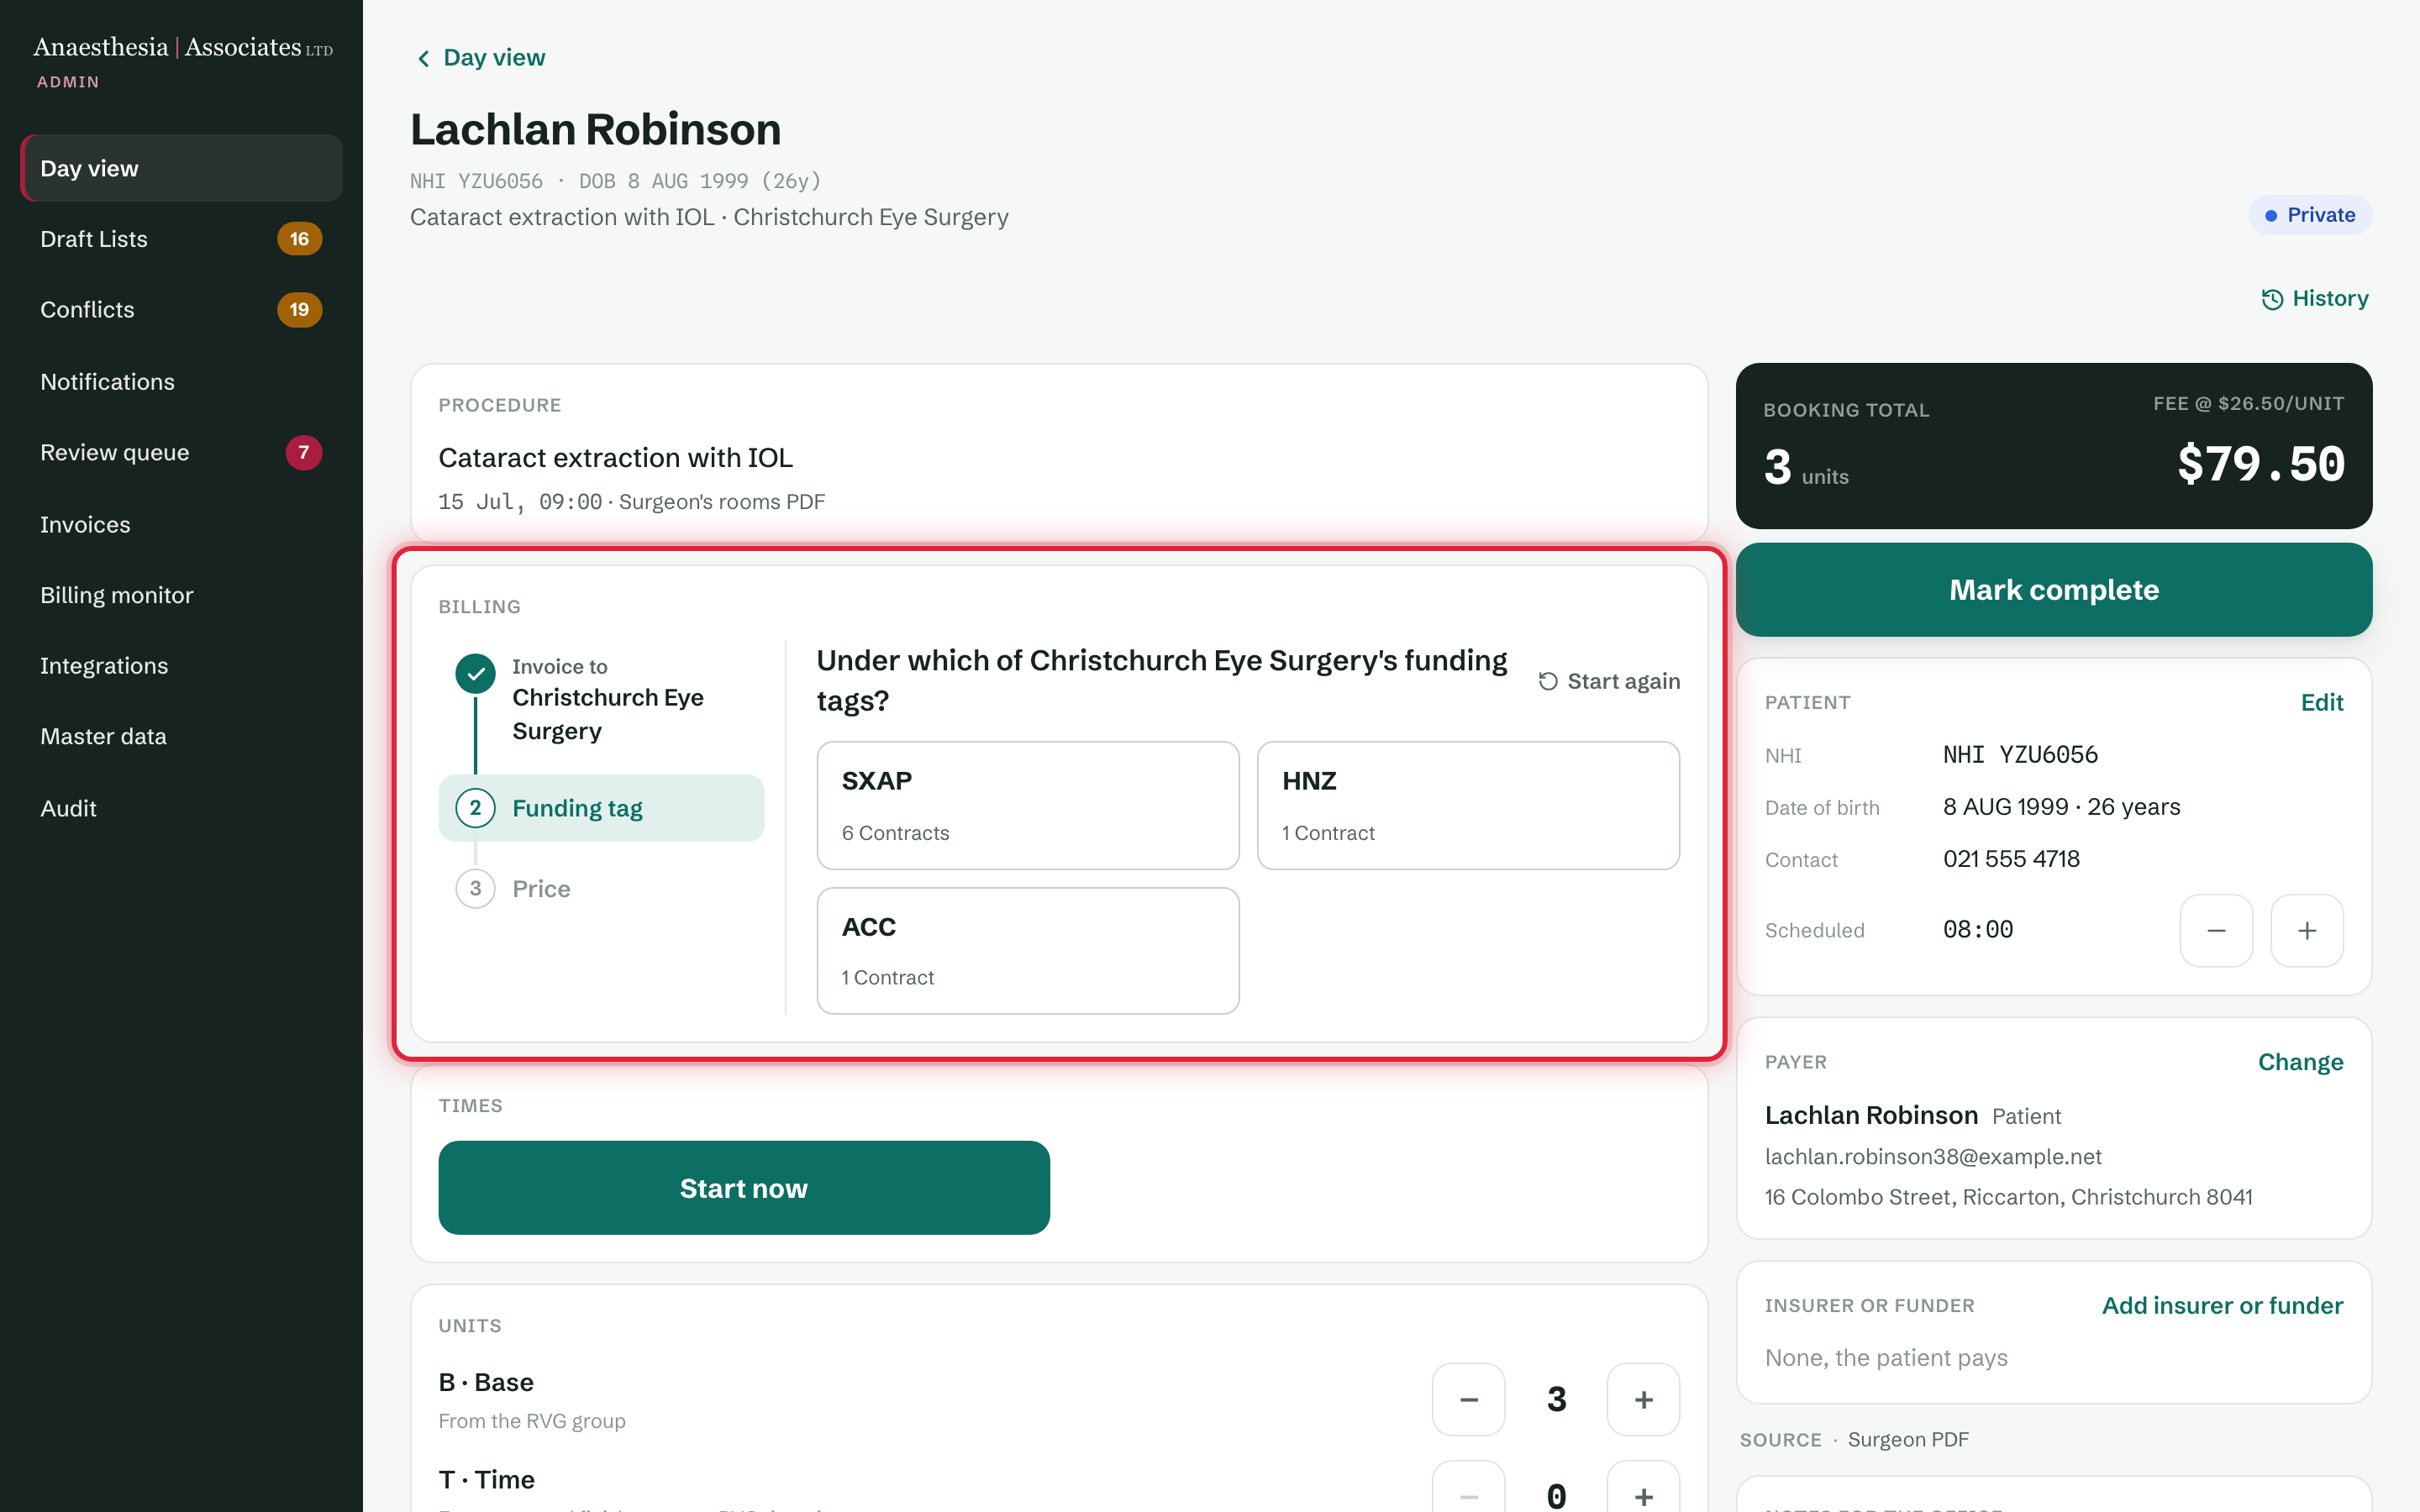 Anaesthesia | Associates LTD
ADMIN
Day view
Draft Lists 16
Conflicts 19
Notifications
Review queue 7
Invoices
Billing monitor
Integrations
Master data
Audit
Day view
Lachlan Robinson
NHI YZU6056 · DOB 8 AUG 1999 (26y)
Cataract extraction with IOL · Christchurch Eye Surgery
Private
History
PROCEDURE
Cataract extraction with IOL
15 Jul, 09:00 · Surgeon's rooms PDF
BILLING
Invoice to
Christchurch Eye
Surgery
2 Funding tag
3 Price
Under which of Christchurch Eye Surgery's funding
tags?
Start again
SXAP
6 Contracts
HNZ
1 Contract
ACC
1 Contract
TIMES
Start now
UNITS
B · Base
From the RVG group
− 3 +
T · Time
− 0 +
BOOKING TOTAL
FEE @ $26.50/UNIT
3 units
$79.50
Mark complete
PATIENT
Edit
NHI NHI YZU6056
Date of birth 8 AUG 1999 · 26 years
Contact 021 555 4718
Scheduled 08:00 − +
PAYER
Change
Lachlan Robinson Patient
lachlan.robinson38@example.net
16 Colombo Street, Riccarton, Christchurch 8041
INSURER OR FUNDER
Add insurer or funder
None, the patient pays
SOURCE · Surgeon PDF